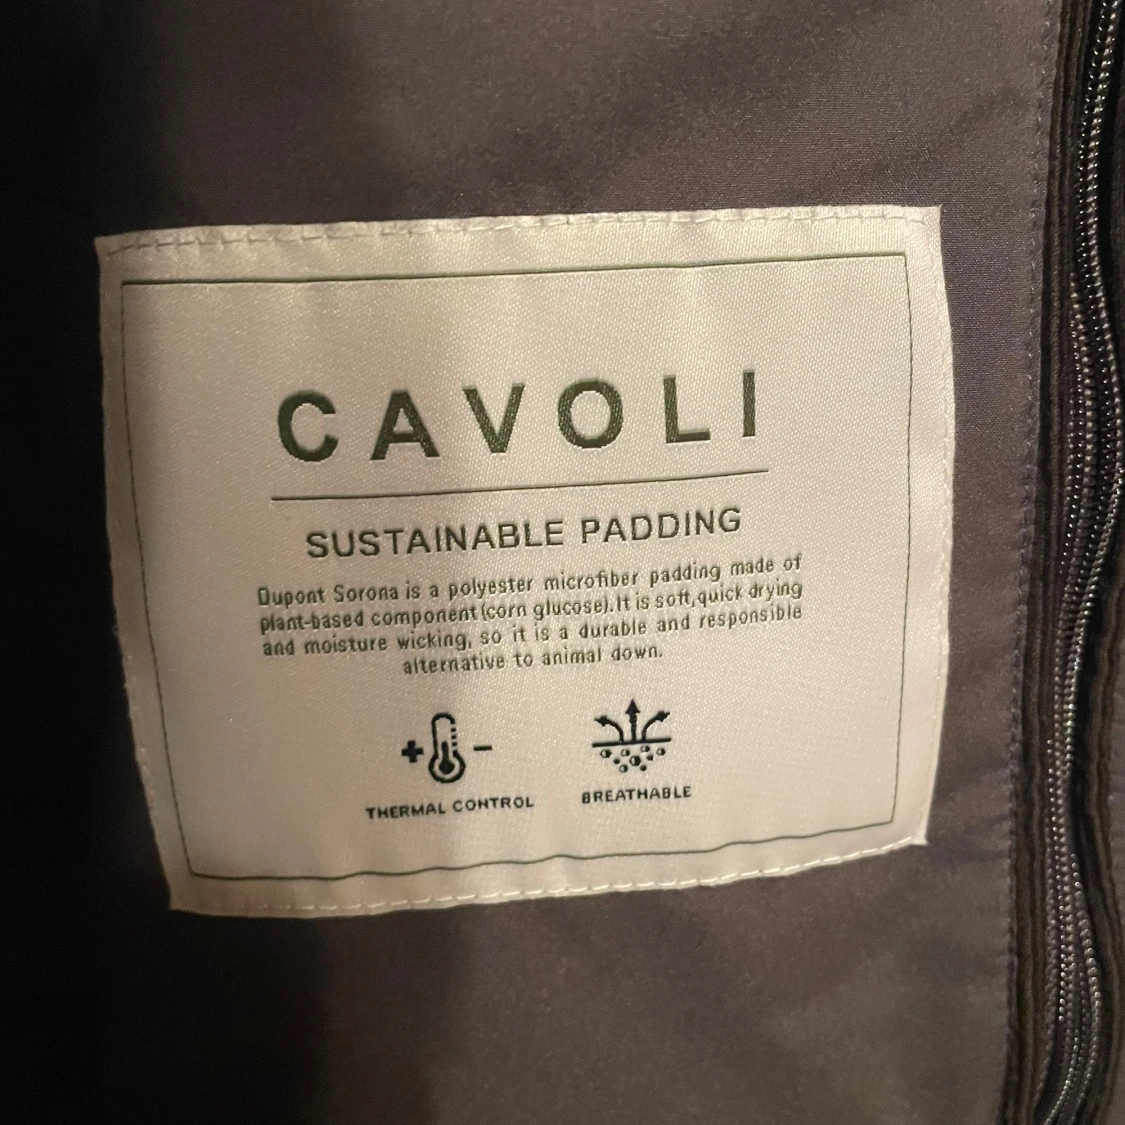 CAVOLI
SUSTAINABLE PADDING
Dupont Sorona is a polyester microfiber padding made of
plant-based component (corn glucose). It is soft, quick drying
and moisture wicking, so it is a durable and responsible
alternative to animal down.
+ −
THERMAL CONTROL
BREATHABLE